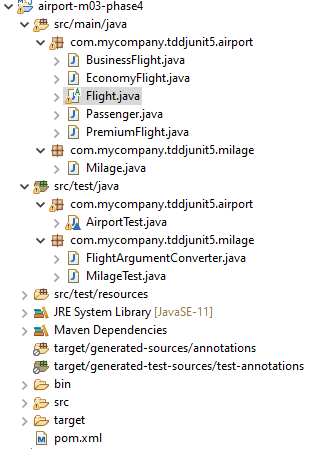 airport-m03-phase4
src/main/java
com.mycompany.tddjunit5.airport
BusinessFlight.java
EconomyFlight.java
Flight.java
Passenger.java
PremiumFlight.java
com.mycompany.tddjunit5.milage
Milage.java
src/test/java
com.mycompany.tddjunit5.airport
AirportTest.java
com.mycompany.tddjunit5.milage
FlightArgumentConverter.java
MilageTest.java
src/test/resources
JRE System Library [JavaSE-11]
Maven Dependencies
target/generated-sources/annotations
target/generated-test-sources/test-annotations
bin
src
target
pom.xml